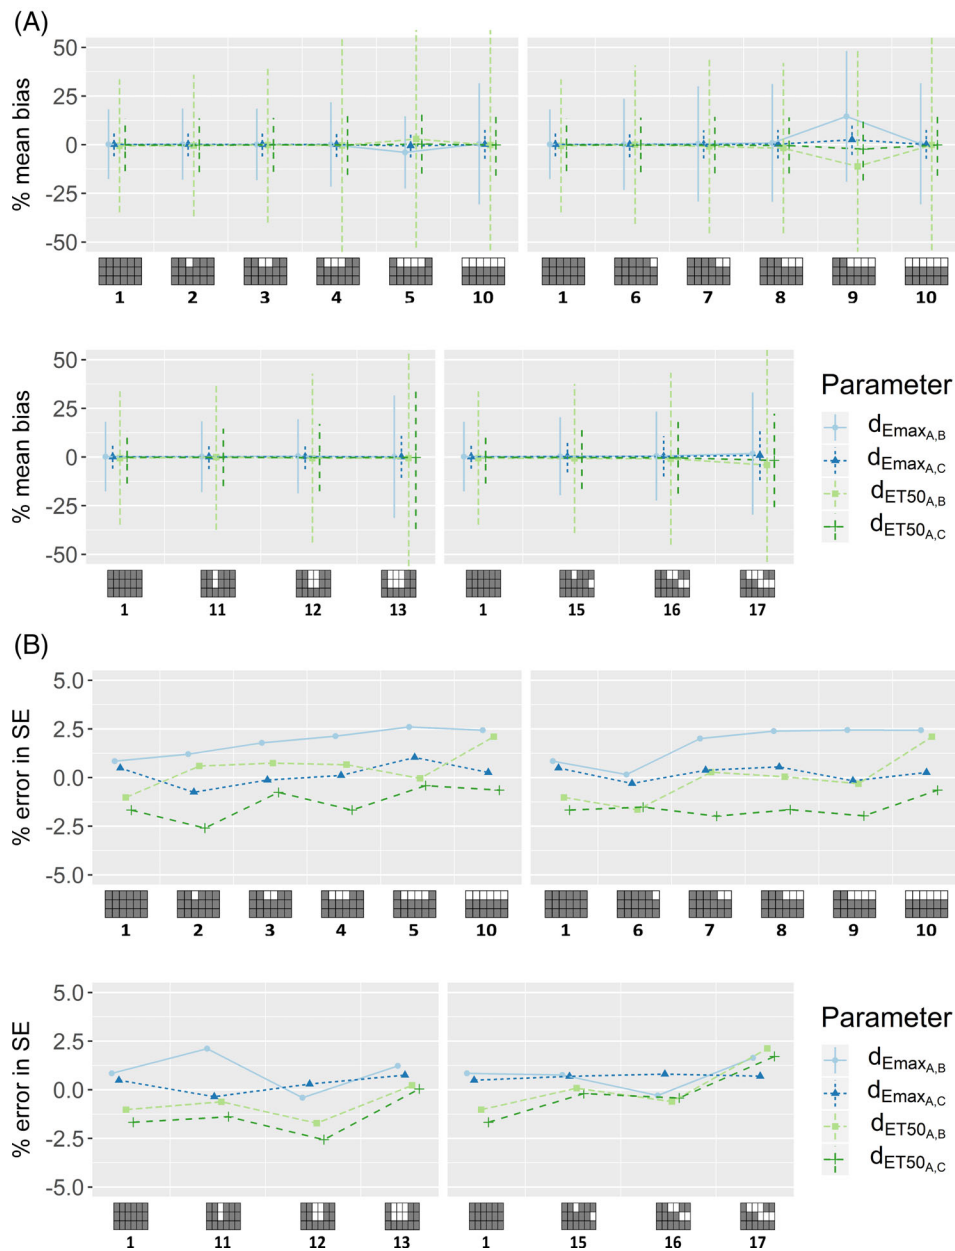 (A)
% mean bias
50
25
0
-25
-50
1 2 3 4 5 10
1 6 7 8 9 10
% mean bias
50
25
0
-25
-50
1 11 12 13
1 15 16 17
Parameter
dEmaxA,B
dEmaxA,C
dET50A,B
dET50A,C
(B)
% error in SE
5.0
2.5
0.0
-2.5
-5.0
1 2 3 4 5 10
1 6 7 8 9 10
% error in SE
5.0
2.5
0.0
-2.5
-5.0
1 11 12 13
1 15 16 17
Parameter
dEmaxA,B
dEmaxA,C
dET50A,B
dET50A,C